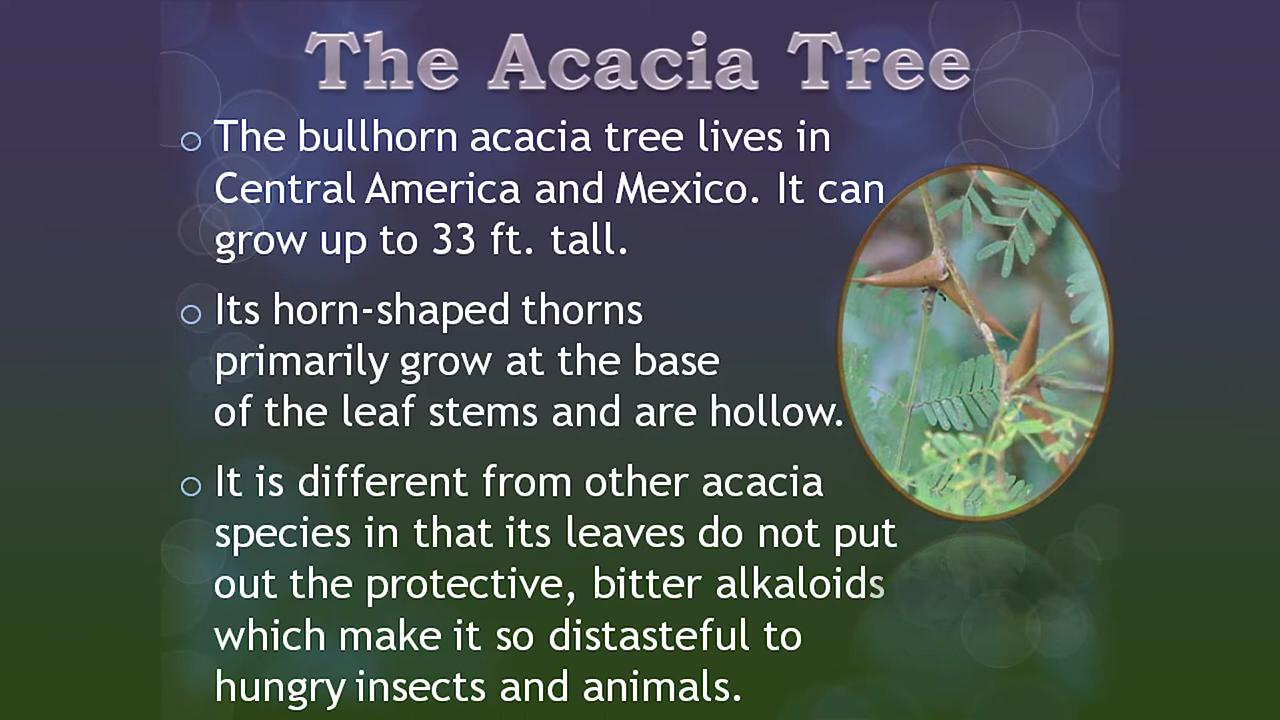 The Acacia Tree
The bullhorn acacia tree lives in
Central America and Mexico. It can
grow up to 33 ft. tall.
Its horn-shaped thorns
primarily grow at the base
of the leaf stems and are hollow.
It is different from other acacia
species in that its leaves do not put
out the protective, bitter alkaloids
which make it so distasteful to
hungry insects and animals.